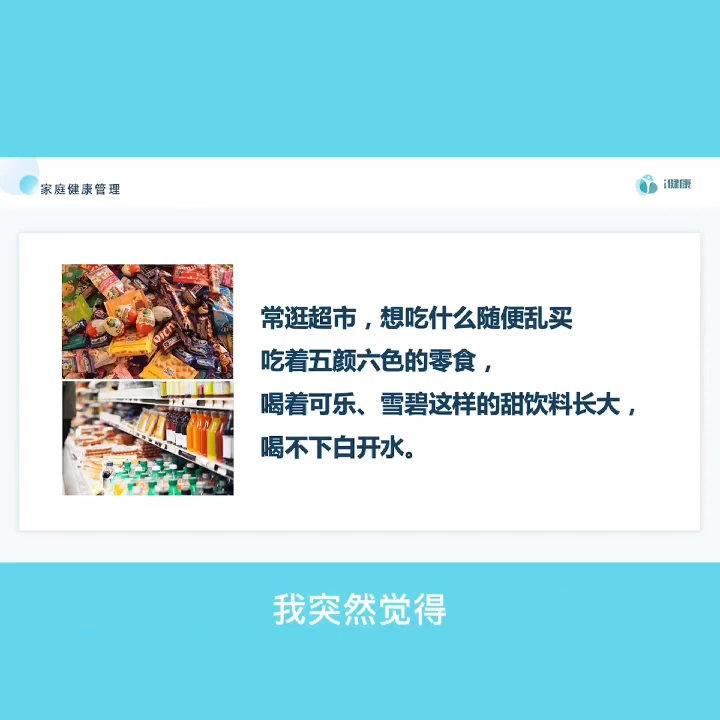 家庭健康管理
i健康
常逛超市，想吃什么随便乱买
吃着五颜六色的零食，
喝着可乐、雪碧这样的甜饮料长大，
喝不下白开水。
我突然觉得